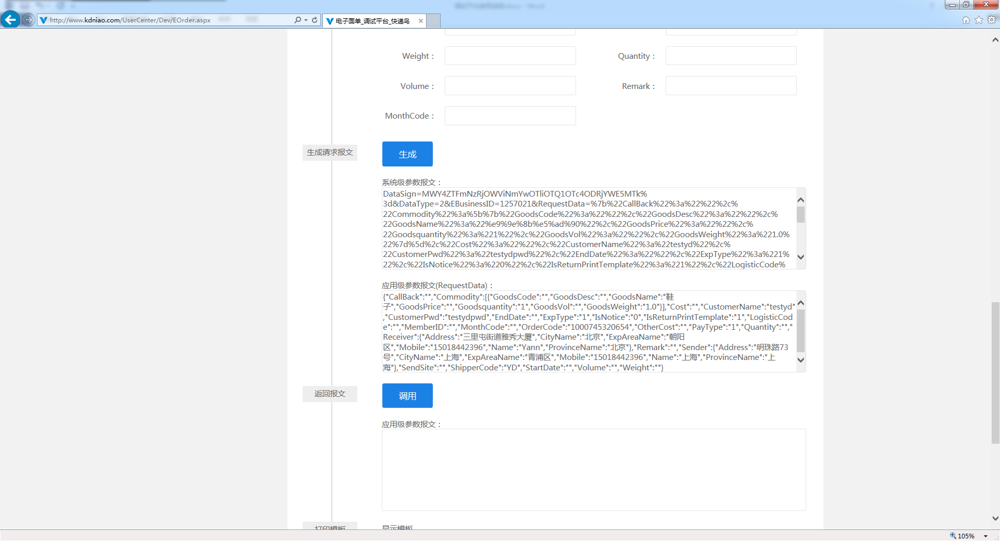 http://www.kdniao.com/UserCenter/Dev/EOrder.aspx
电子面单_调试平台_快递鸟
Weight：
Quantity：
Volume：
Remark：
MonthCode：
生成请求报文
生成
系统级参数报文：
DataSign=MWY4ZTFmNzRjOWViNmYwOTliOTQ1OTc4ODRjYWE5MTk%
3d&DataType=2&EBusinessID=1257021&RequestData=%7b%22CallBack%22%3a%22%22%2c%
22Commodity%22%3a%5b%7b%22GoodsCode%22%3a%22%22%2c%22GoodsDesc%22%3a%22%22%2c%
22GoodsName%22%3a%22%e9%9e%8b%e5%ad%90%22%2c%22GoodsPrice%22%3a%22%22%2c%
22Goodsquantity%22%3a%221%22%2c%22GoodsVol%22%3a%22%22%2c%22GoodsWeight%22%3a%221.0%
22%7d%5d%2c%22Cost%22%3a%22%22%2c%22CustomerName%22%3a%22testyd%22%2c%
22CustomerPwd%22%3a%22testydpwd%22%2c%22EndDate%22%3a%22%22%2c%22ExpType%22%3a%221%
22%2c%22IsNotice%22%3a%220%22%2c%22IsReturnPrintTemplate%22%3a%221%22%2c%22LogisticCode%
应用级参数报文(RequestData)：
{"CallBack":"","Commodity":[{"GoodsCode":"","GoodsDesc":"","GoodsName":"鞋
子","GoodsPrice":"","Goodsquantity":"1","GoodsVol":"","GoodsWeight":"1.0"}],"Cost":"","CustomerName":"testyd"
,"CustomerPwd":"testydpwd","EndDate":"","ExpType":"1","IsNotice":"0","IsReturnPrintTemplate":"1","LogisticCod
e":"","MemberID":"","MonthCode":"","OrderCode":"1000745320654","OtherCost":"","PayType":"1","Quantity":"","
Receiver":{"Address":"三里屯街道雅秀大厦","CityName":"北京","ExpAreaName":"朝阳
区","Mobile":"15018442396","Name":"Yann","ProvinceName":"北京"},"Remark":"","Sender":{"Address":"明珠路73
号","CityName":"上海","ExpAreaName":"青浦区","Mobile":"15018442396","Name":"上海","ProvinceName":"上
海"},"SendSite":"","ShipperCode":"YD","StartDate":"","Volume":"","Weight":""}
返回报文
调用
应用级参数报文：
打印模板
显示模板
105%